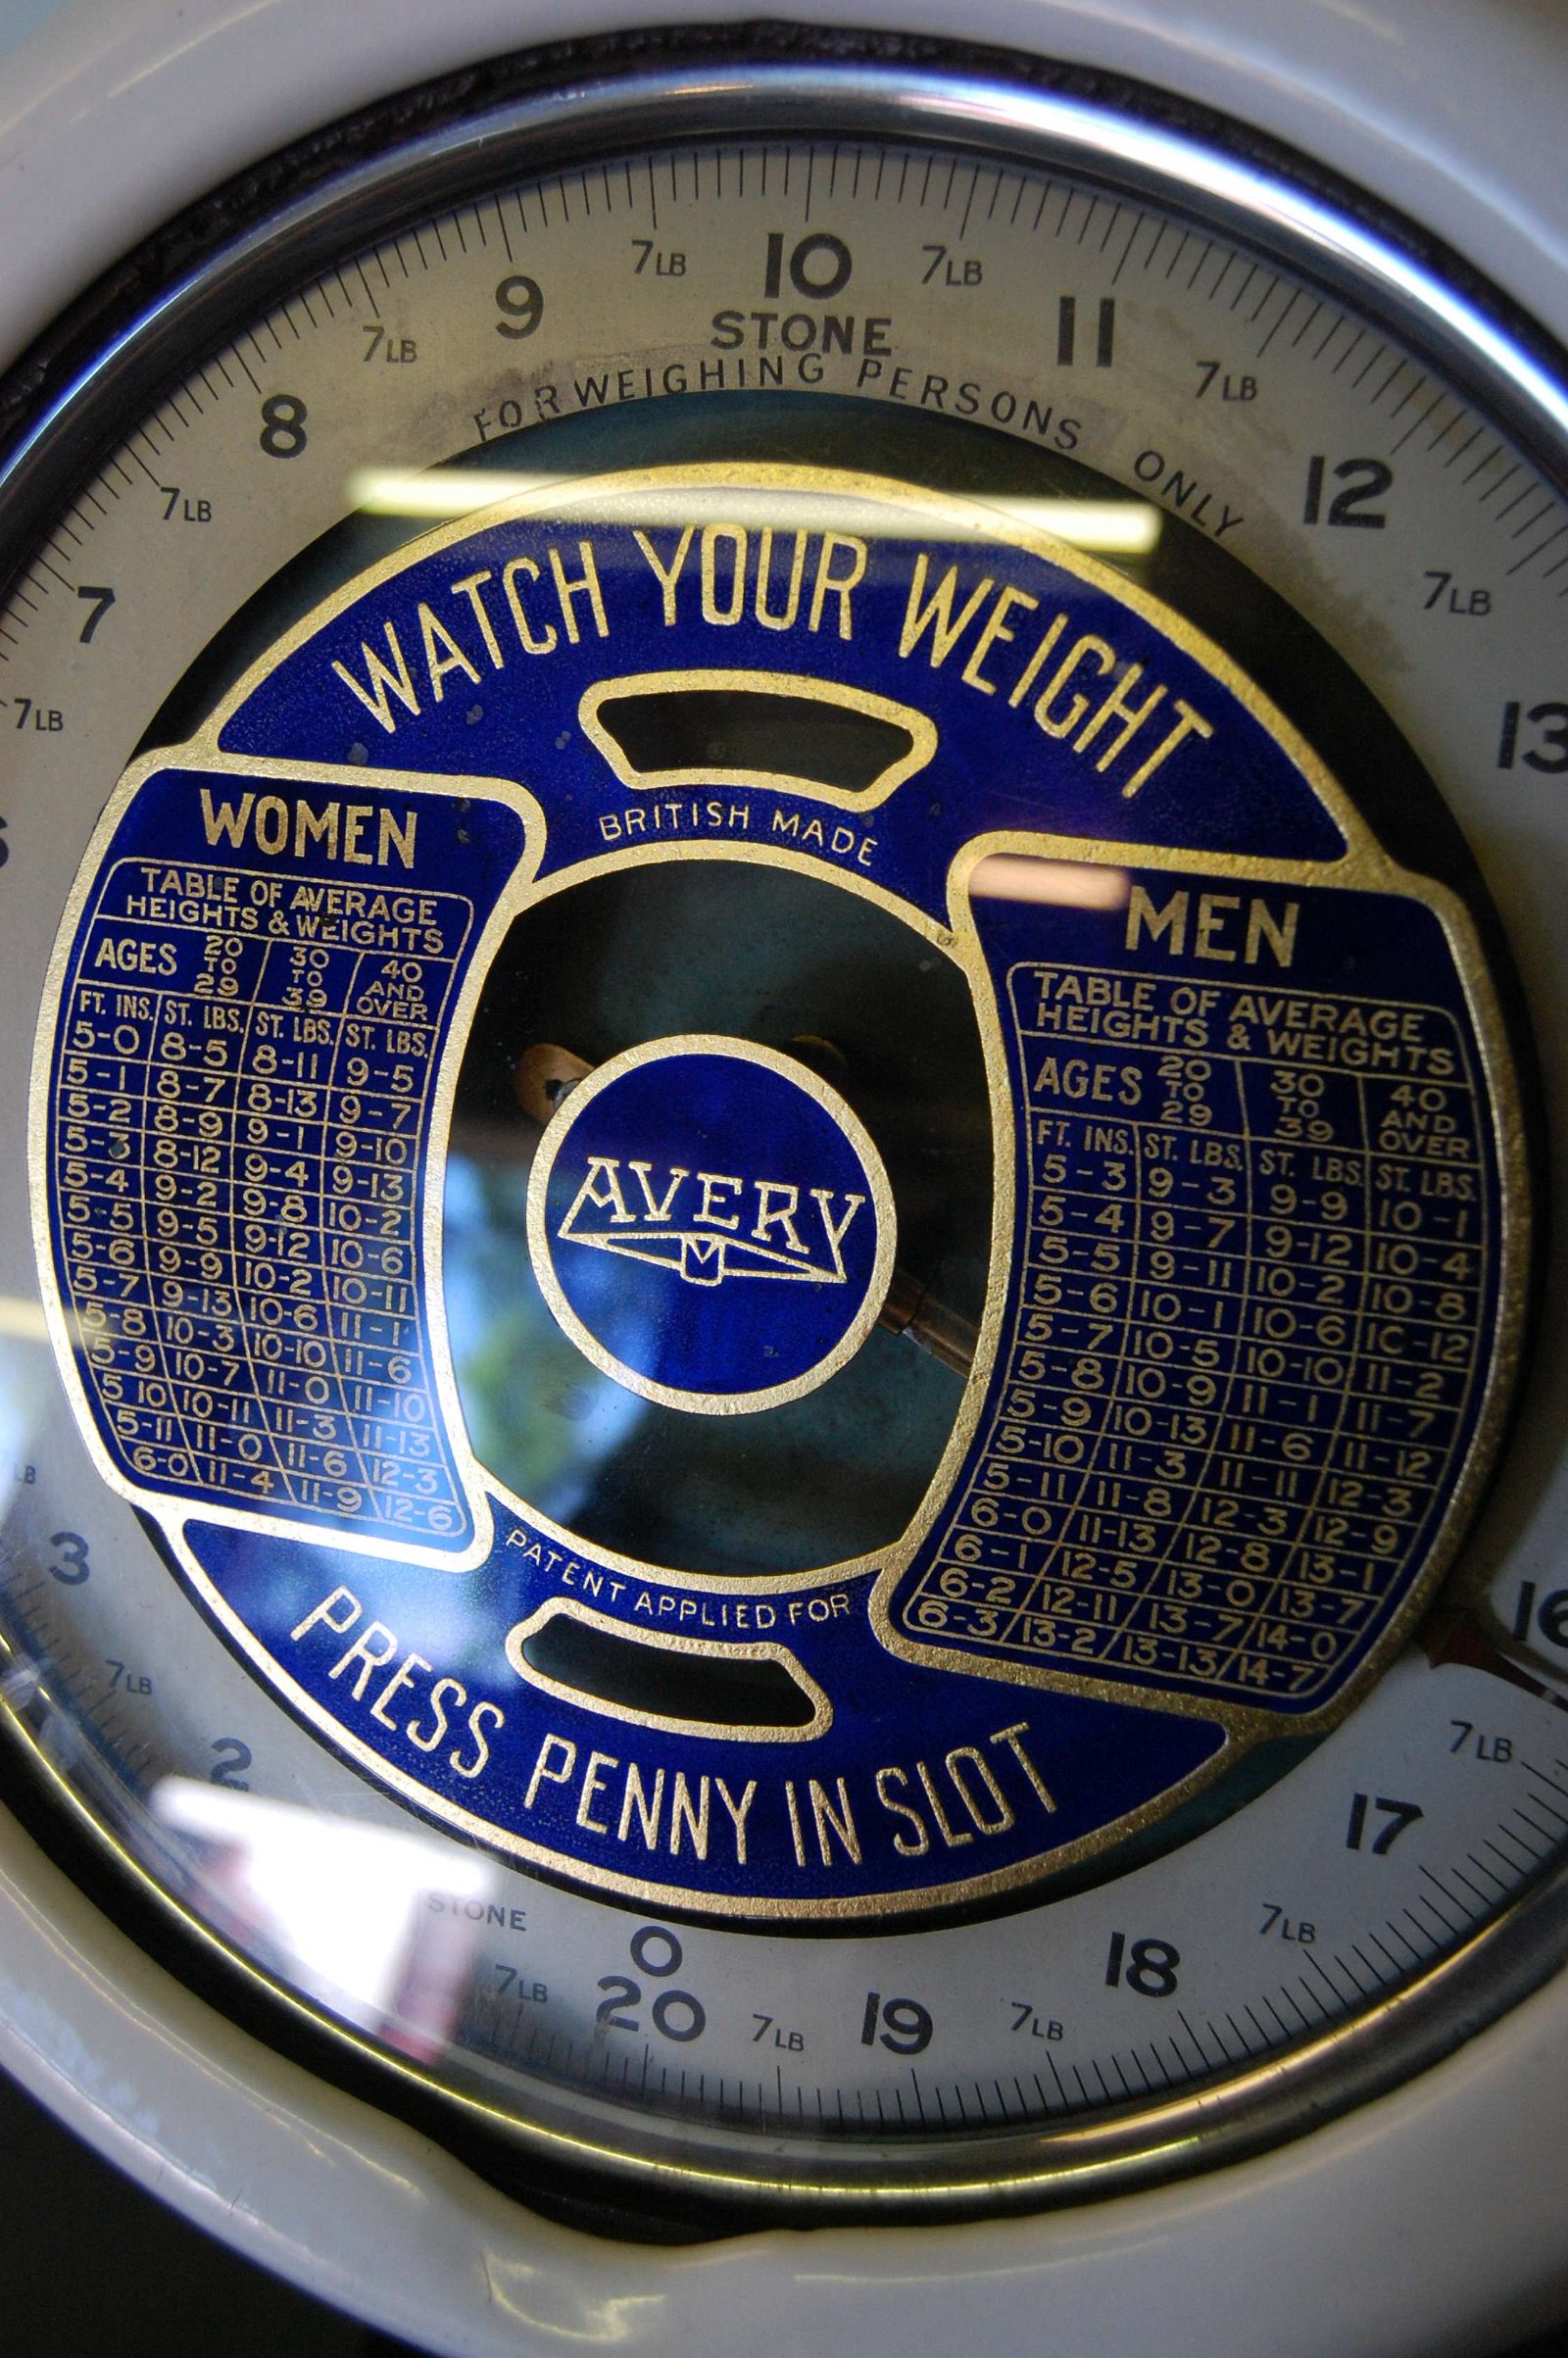 7LB 10 7LB
9 STONE 11
7LB 7LB
8 12
7LB 7LB
7 13
7LB
FOR WEIGHING PERSONS ONLY
WATCH YOUR WEIGHT
BRITISH MADE
WOMEN
TABLE OF AVERAGE
HEIGHTS & WEIGHTS
AGES 20 TO 29 30 TO 39 40 AND OVER
FT. INS. ST. LBS. ST. LBS. ST. LBS.
5-0 8-5 8-11 9-5
5-1 8-7 8-13 9-7
5-2 8-9 9-1 9-10
5-3 8-12 9-4 9-13
5-4 9-2 9-8 10-2
5-5 9-5 9-12 10-6
5-6 9-9 10-2 10-11
5-7 9-13 10-6 11-1
5-8 10-3 10-10 11-6
5-9 10-7 11-0 11-10
5 10 10-11 11-3 11-13
5-11 11-0 11-6 12-3
6-0 11-4 11-9 12-6
MEN
TABLE OF AVERAGE
HEIGHTS & WEIGHTS
AGES 20 TO 29 30 TO 39 40 AND OVER
FT. INS. ST. LBS. ST. LBS. ST. LBS.
5-3 9-3 9-9 10-1
5-4 9-7 9-12 10-4
5-5 9-11 10-2 10-8
5-6 10-1 10-6 10-12
5-7 10-5 10-10 11-2
5-8 10-9 11-1 11-7
5-9 10-13 11-6 11-12
5-10 11-3 11-11 12-3
5-11 11-8 12-3 12-9
6-0 11-13 12-8 13-1
6-1 12-5 13-0 13-7
6-2 12-11 13-7 14-0
6-3 13-2 13-13 14-7
AVERY
PATENT APPLIED FOR
PRESS PENNY IN SLOT
3 16
7LB 7LB
2 17
STONE 7LB
0 18
7LB 20 7LB 19 7LB